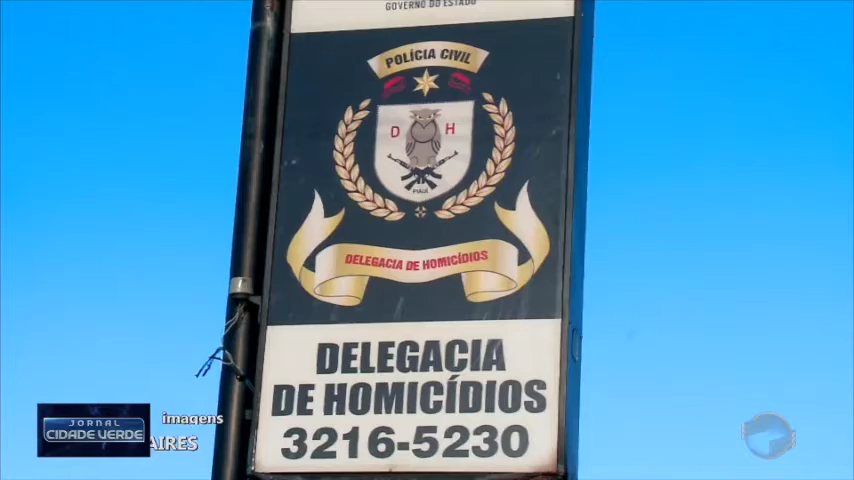 GOVERNO DO ESTADO
POLÍCIA CIVIL
D H
PIAUÍ
DELEGACIA DE HOMICÍDIOS
DELEGACIA
DE HOMICÍDIOS
3216-5230
imagens
JORNAL
CIDADE VERDE
AIRES